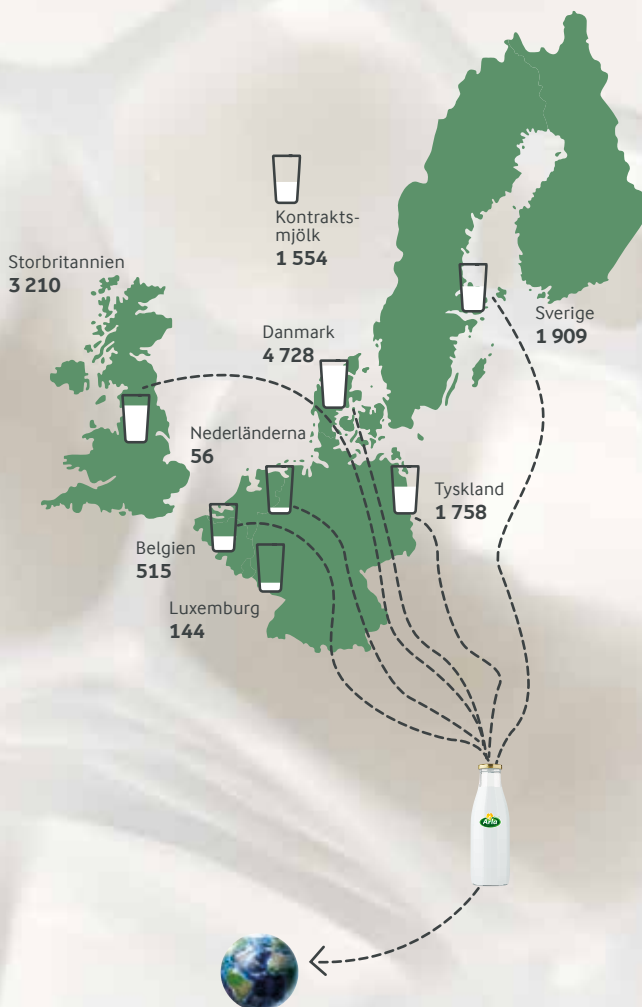 Kontrakts-
mjölk
1 554
Storbritannien
3 210
Sverige
1 909
Danmark
4 728
Nederländerna
56
Tyskland
1 758
Belgien
515
Luxemburg
144
Arla